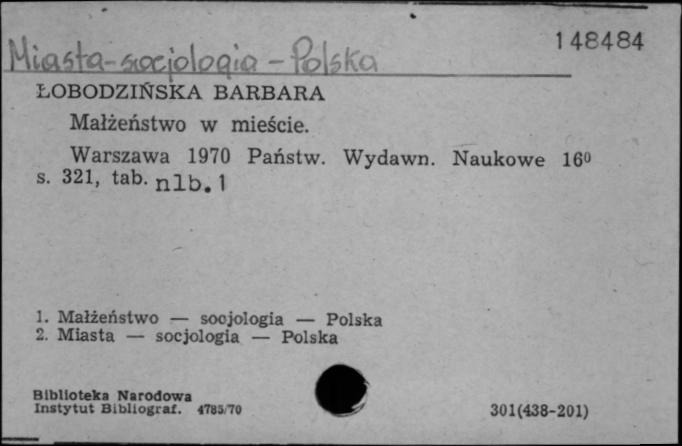 148484
Miasta-socjologia - Polska
ŁOBODZIŃSKA BARBARA
Małżeństwo w mieście.
Warszawa 1970 Państw. Wydawn. Naukowe 16⁰
s. 321, tab. nlb. 1
1. Małżeństwo — socjologia — Polska
2. Miasta — socjologia — Polska
Biblioteka Narodowa
Instytut Bibliograf. 4785/70
301(438-201)